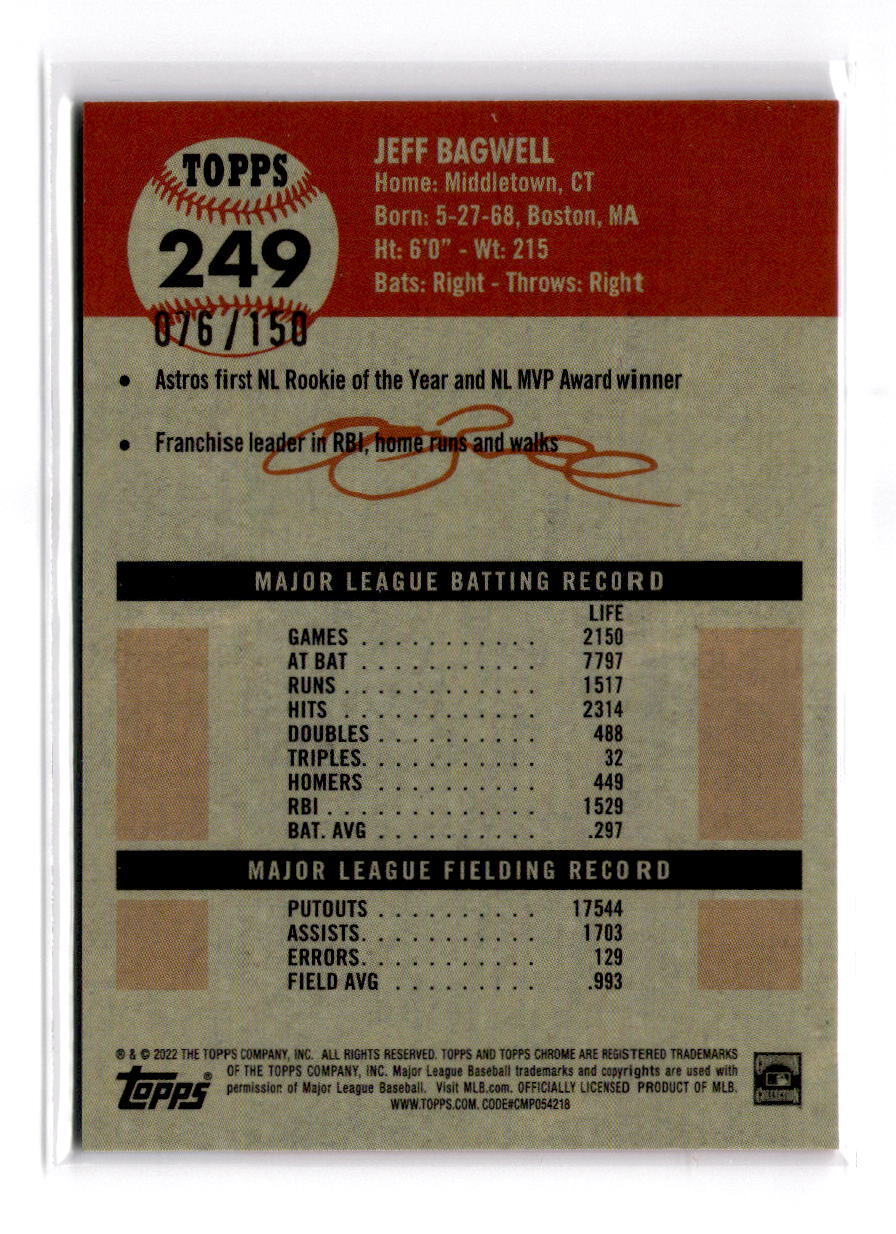 TOPPS
249
076/150
JEFF BAGWELL
Home: Middletown, CT
Born: 5-27-68, Boston, MA
Ht: 6'0" - Wt: 215
Bats: Right - Throws: Right
• Astros first NL Rookie of the Year and NL MVP Award winner
• Franchise leader in RBI, home runs and walks
MAJOR LEAGUE BATTING RECORD
LIFE
GAMES . . . . . . . . . . . 2150
AT BAT . . . . . . . . . . . 7797
RUNS . . . . . . . . . . . . 1517
HITS . . . . . . . . . . . . 2314
DOUBLES . . . . . . . . . . 488
TRIPLES. . . . . . . . . . . 32
HOMERS . . . . . . . . . . 449
RBI . . . . . . . . . . . . . 1529
BAT. AVG . . . . . . . . . . .297
MAJOR LEAGUE FIELDING RECORD
PUTOUTS . . . . . . . . . . 17544
ASSISTS. . . . . . . . . . . 1703
ERRORS. . . . . . . . . . . 129
FIELD AVG . . . . . . . . . .993
® & © 2022 THE TOPPS COMPANY, INC. ALL RIGHTS RESERVED. TOPPS AND TOPPS CHROME ARE REGISTERED TRADEMARKS
OF THE TOPPS COMPANY, INC. Major League Baseball trademarks and copyrights are used with
permission of Major League Baseball. Visit MLB.com. OFFICIALLY LICENSED PRODUCT OF MLB.
WWW.TOPPS.COM. CODE#CMP054218
topps®
COLLECTION